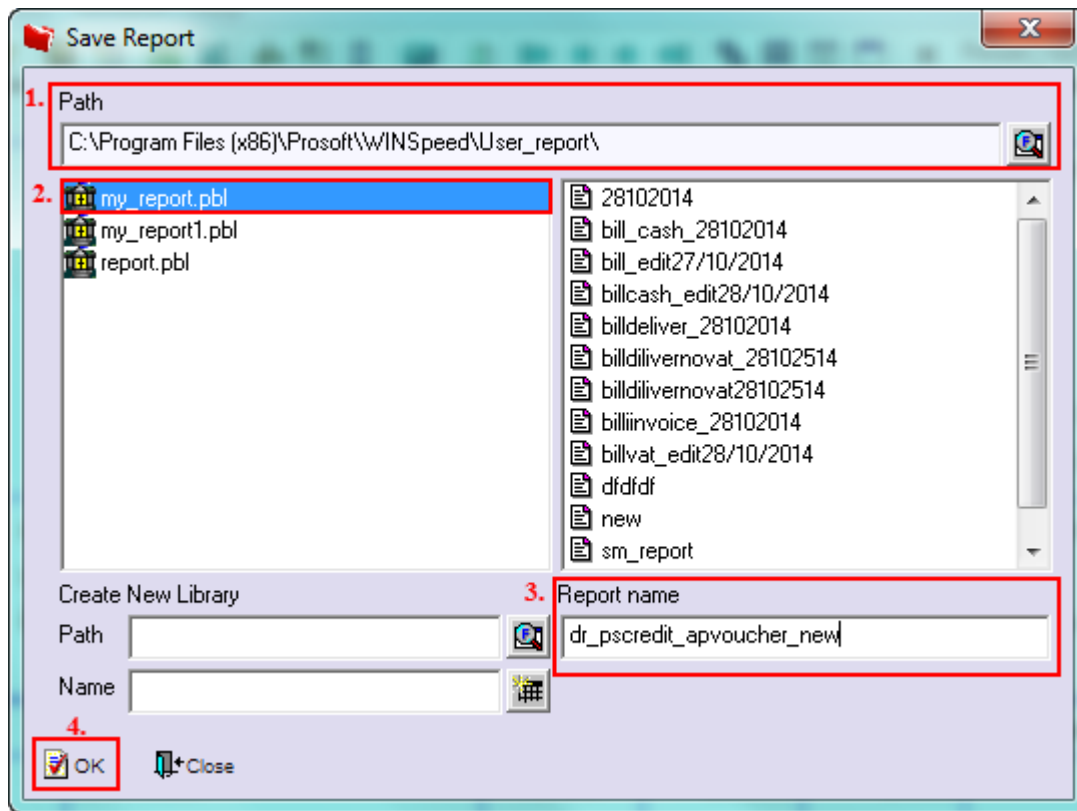 Save Report
1. Path
C:\Program Files (x86)\Prosoft\WINSpeed\User_report\
2. my_report.pbl
my_report1.pbl
report.pbl
28102014
bill_cash_28102014
bill_edit27/10/2014
billcash_edit28/10/2014
billdeliver_28102014
billdilivernovat_28102514
billdilivernovat28102514
billinvoice_28102014
billvat_edit28/10/2014
dfdfdf
new
sm_report
Create New Library
Path
Name
3. Report name
dr_pscredit_apvoucher_new
4.
OK
Close